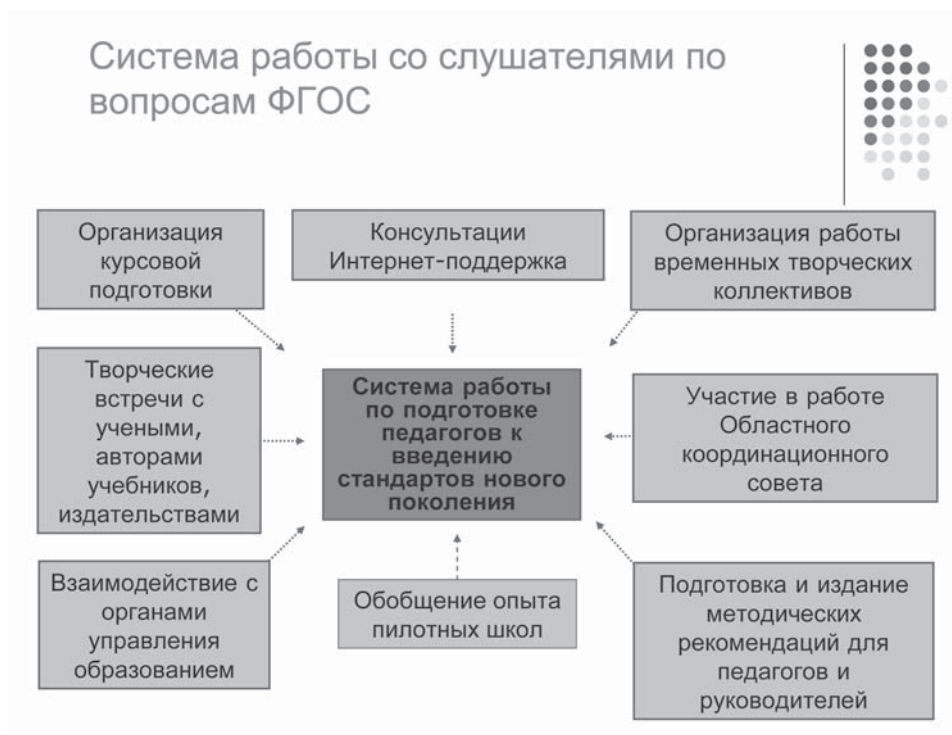 Система работы со слушателями по
вопросам ФГОС
Организация
курсовой
подготовки
Консультации
Интернет-поддержка
Организация работы
временных творческих
коллективов
Творческие
встречи с
учеными,
авторами
учебников,
издательствами
Система работы
по подготовке
педагогов к
введению
стандартов нового
поколения
Участие в работе
Областного
координационного
совета
Взаимодействие с
органами
управления
образованием
Обобщение опыта
пилотных школ
Подготовка и издание
методических
рекомендаций для
педагогов и
руководителей